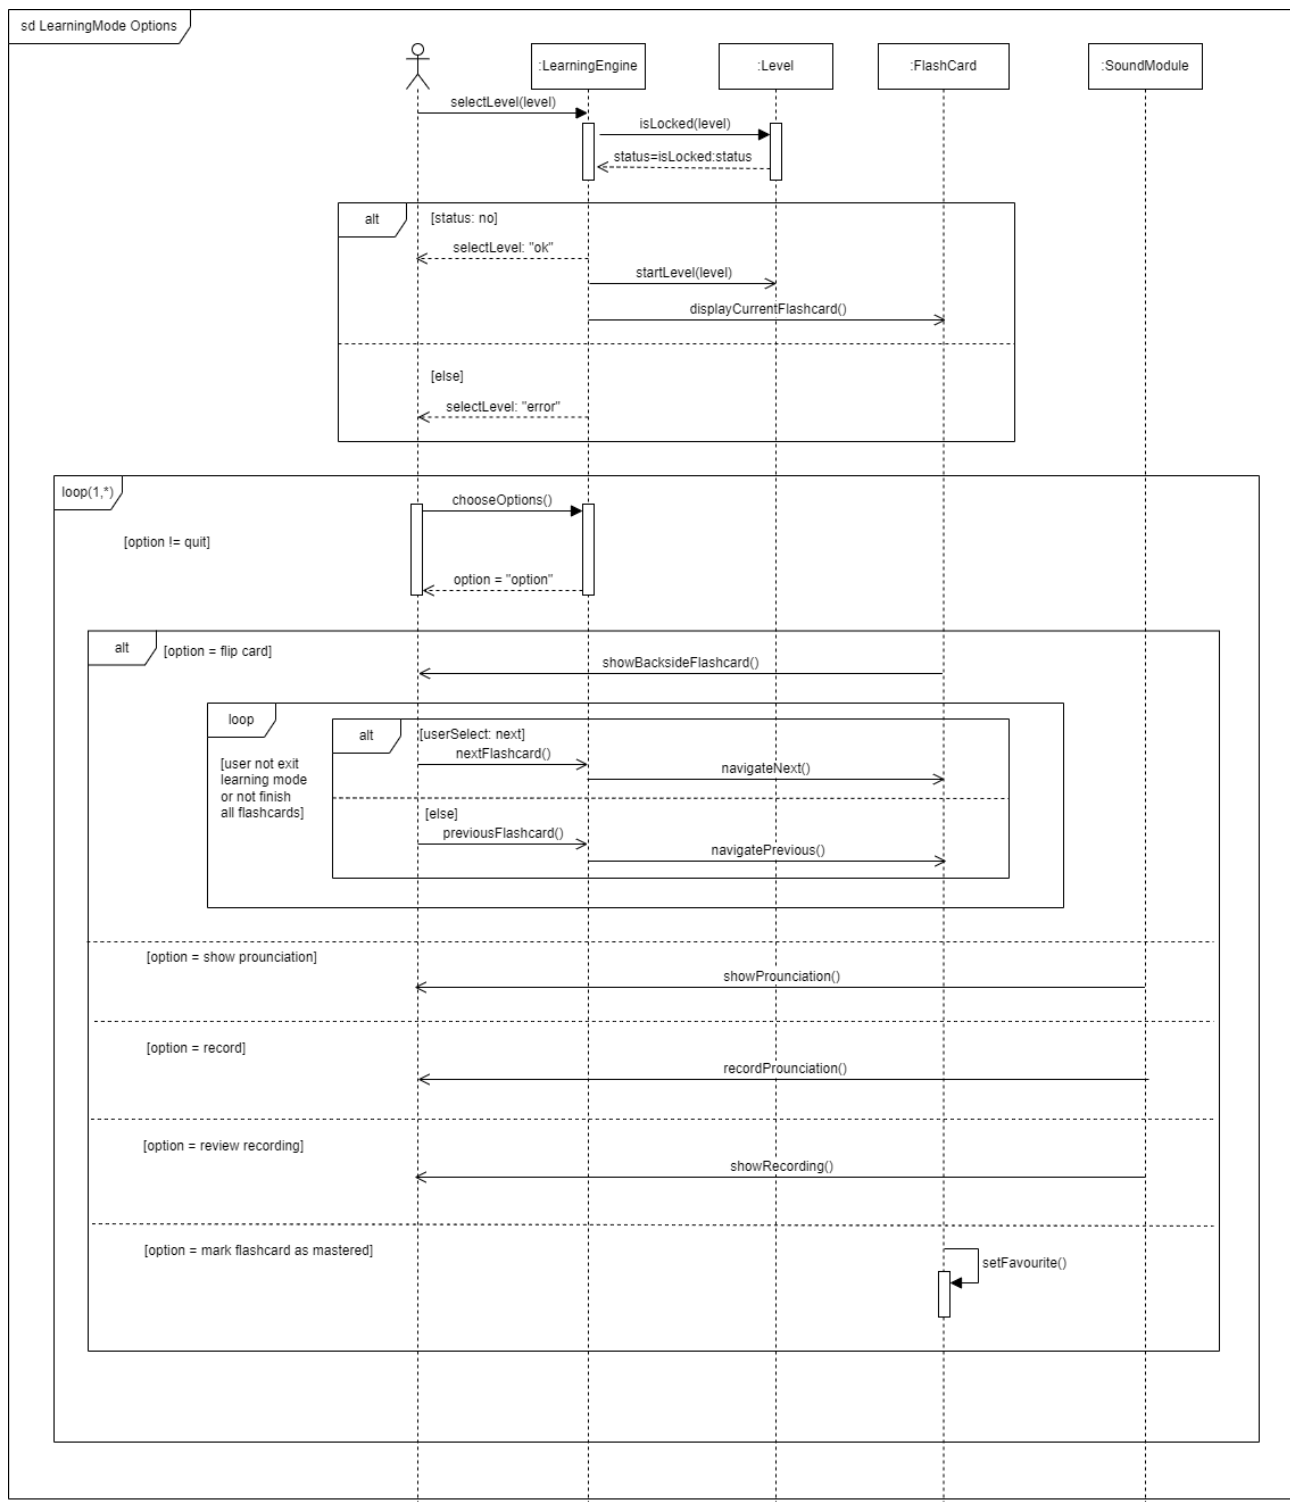 sd LearningMode Options
:LearningEngine
:Level
:FlashCard
:SoundModule
selectLevel(level)
isLocked(level)
status=isLocked:status
alt
[status: no]
selectLevel: "ok"
startLevel(level)
displayCurrentFlashcard()
[else]
selectLevel: "error"
loop(1,*)
chooseOptions()
[option != quit]
option = "option"
alt
[option = flip card]
showBacksideFlashcard()
loop
alt
[userSelect: next]
nextFlashcard()
[user not exit
learning mode
or not finish
all flashcards]
navigateNext()
[else]
previousFlashcard()
navigatePrevious()
[option = show prounciation]
showProunciation()
[option = record]
recordProunciation()
[option = review recording]
showRecording()
[option = mark flashcard as mastered]
setFavourite()